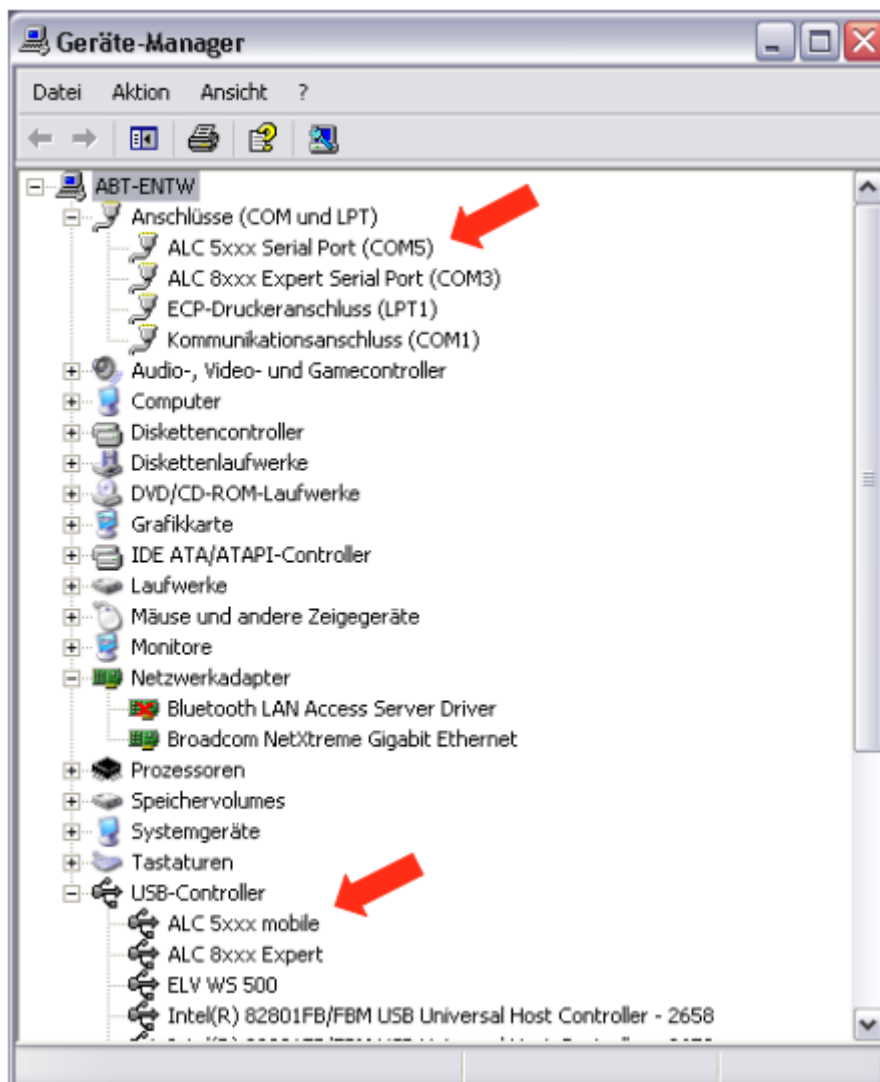 Geräte-Manager
Datei Aktion Ansicht ?
ABT-ENTW
Anschlüsse (COM und LPT)
ALC 5xxx Serial Port (COM5)
ALC 8xxx Expert Serial Port (COM3)
ECP-Druckeranschluss (LPT1)
Kommunikationsanschluss (COM1)
Audio-, Video- und Gamecontroller
Computer
Diskettencontroller
Diskettenlaufwerke
DVD/CD-ROM-Laufwerke
Grafikkarte
IDE ATA/ATAPI-Controller
Laufwerke
Mäuse und andere Zeigegeräte
Monitore
Netzwerkadapter
Bluetooth LAN Access Server Driver
Broadcom NetXtreme Gigabit Ethernet
Prozessoren
Speichervolumes
Systemgeräte
Tastaturen
USB-Controller
ALC 5xxx mobile
ALC 8xxx Expert
ELV WS 500
Intel(R) 82801FB/FBM USB Universal Host Controller - 2658